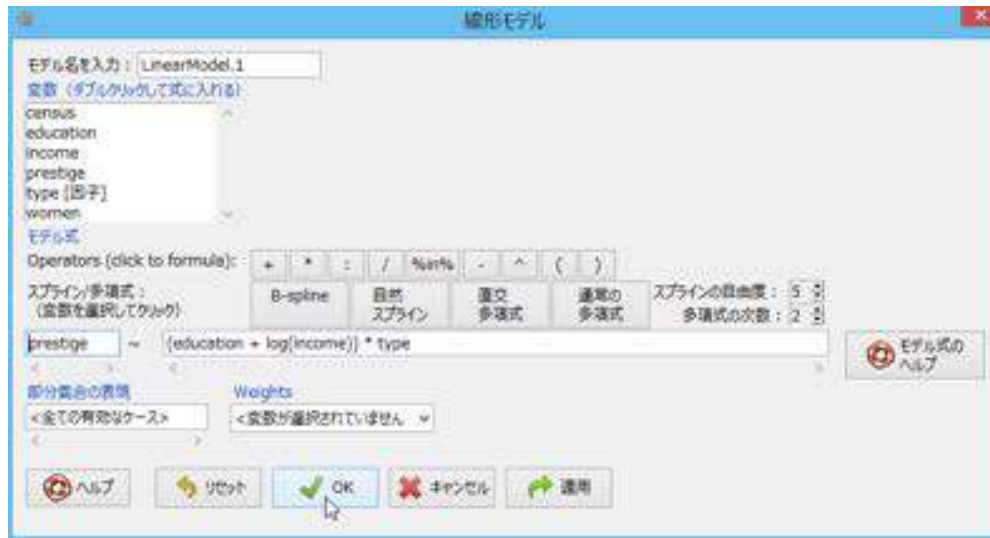 線形モデル
モデル名を入力： LinearModel.1
変数（ダブルクリックして式に入れる）
census
education
income
prestige
type [因子]
women
モデル式
Operators (click to formula): + * : / %in% - ^ ( )
スプライン/多項式： B-spline 自然 直交 通常の スプラインの自由度： 5
（変数を選択してクリック） スプライン 多項式 多項式 多項式の次数： 2
prestige ~ (education + log(income)) * type モデル式の
ヘルプ
部分集合の表現 Weights
<全ての有効なケース> <変数が選択されていません
ヘルプ リセット OK キャンセル 適用